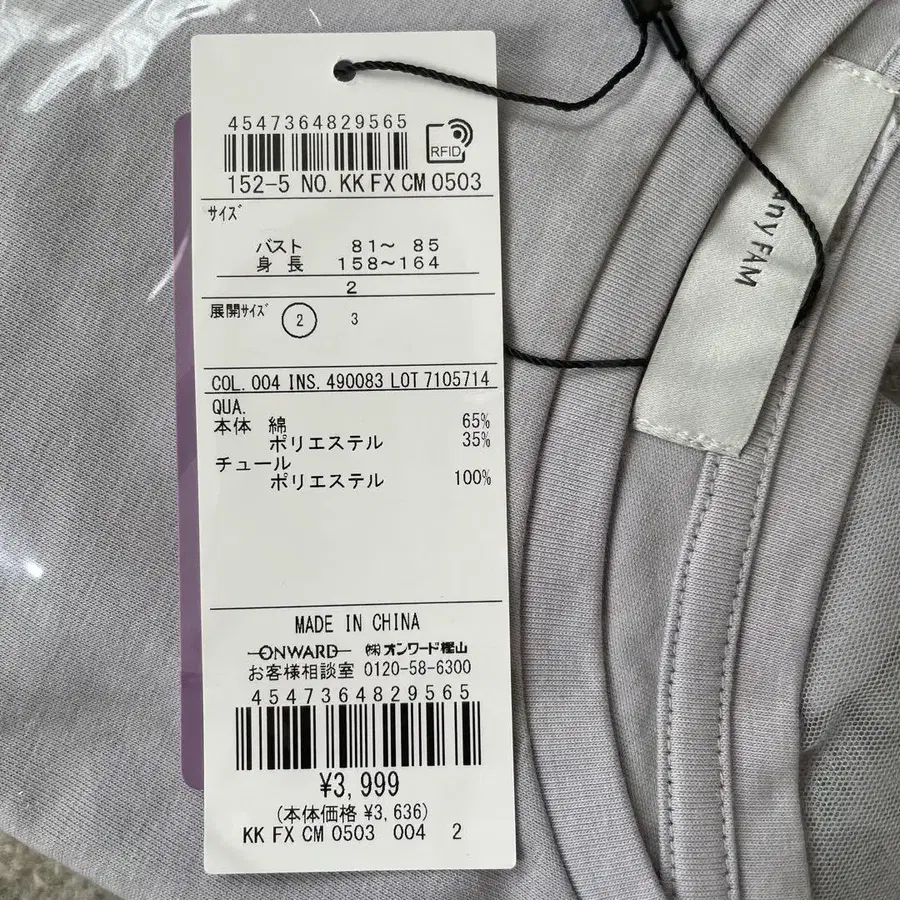 4547364829565
RFID
152-5 NO. KK FX CM 0503
サイズ
バスト 81～ 85
身 長 158～164
2
展開サイズ 2 3
COL. 004 INS. 490083 LOT 7105714
QUA.
本体 綿 65%
ポリエステル 35%
チュール
ポリエステル 100%
MADE IN CHINA
ONWARD ㈱オンワード樫山
お客様相談室 0120-58-6300
4547364829565
¥3,999
(本体価格 ¥3,636)
KK FX CM 0503 004 2
any FAM